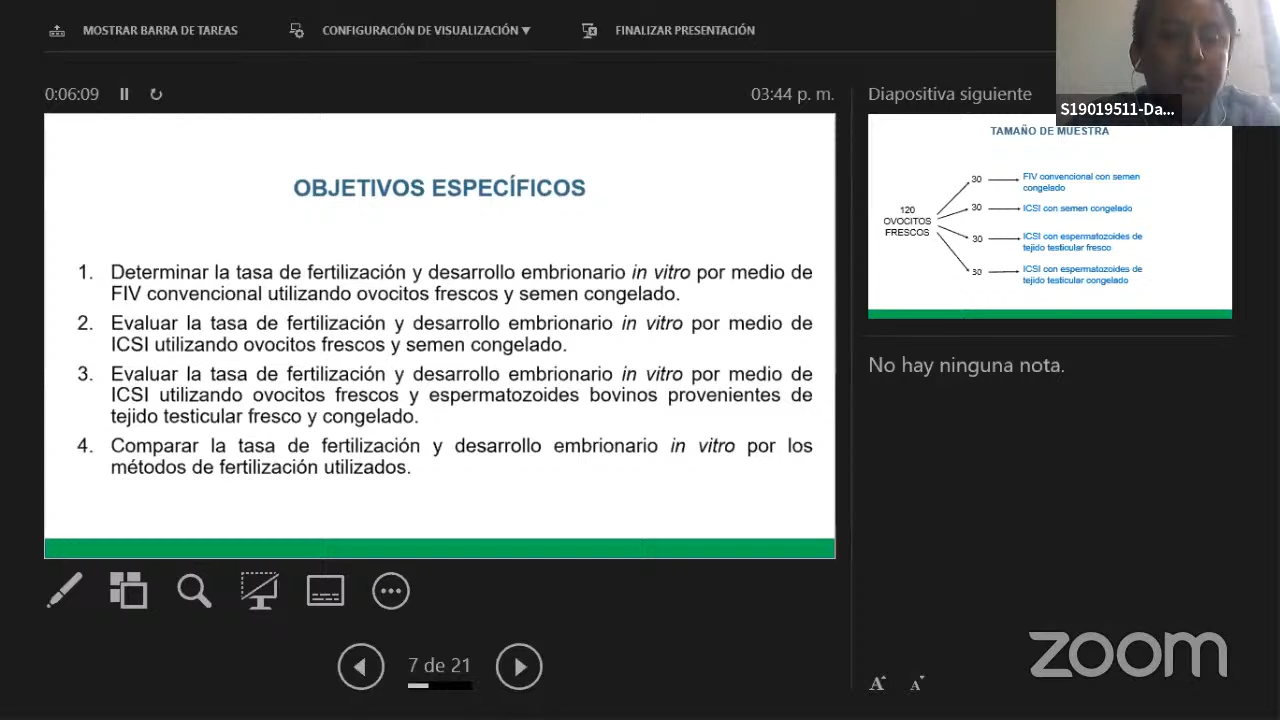 MOSTRAR BARRA DE TAREAS
CONFIGURACIÓN DE VISUALIZACIÓN ▼
FINALIZAR PRESENTACIÓN
S19019511-Da...
0:06:09
03:44 p. m.
Diapositiva siguiente
OBJETIVOS ESPECÍFICOS
1. Determinar la tasa de fertilización y desarrollo embrionario in vitro por medio de
FIV convencional utilizando ovocitos frescos y semen congelado.
2. Evaluar la tasa de fertilización y desarrollo embrionario in vitro por medio de
ICSI utilizando ovocitos frescos y semen congelado.
3. Evaluar la tasa de fertilización y desarrollo embrionario in vitro por medio de
ICSI utilizando ovocitos frescos y espermatozoides bovinos provenientes de
tejido testicular fresco y congelado.
4. Comparar la tasa de fertilización y desarrollo embrionario in vitro por los
métodos de fertilización utilizados.
TAMAÑO DE MUESTRA
120
OVOCITOS
FRESCOS
30
FIV convencional con semen
congelado
30
ICSI con semen congelado
30
ICSI con espermatozoides de
tejido testicular fresco
30
ICSI con espermatozoides de
tejido testicular congelado
No hay ninguna nota.
7 de 21
A A
zoom